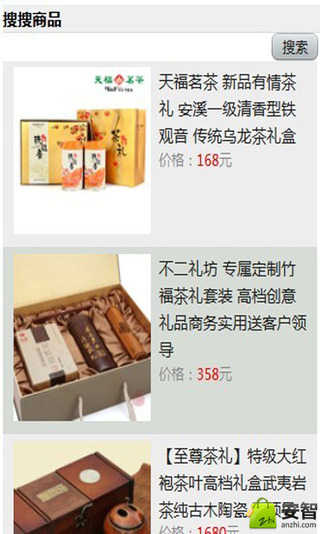 搜搜商品
搜索
天福茗茶
天福茗茶 新品有情茶
礼 安溪一级清香型铁
观音 传统乌龙茶礼盒
价格：168元
茶礼
不二礼坊 专属定制竹
福茶礼套装 高档创意
礼品商务实用送客户领
导
价格：358元
【至尊茶礼】特级大红
袍茶叶高档礼盒武夷岩
茶纯古木陶瓷
价格：1680元
安智
anzhi.com